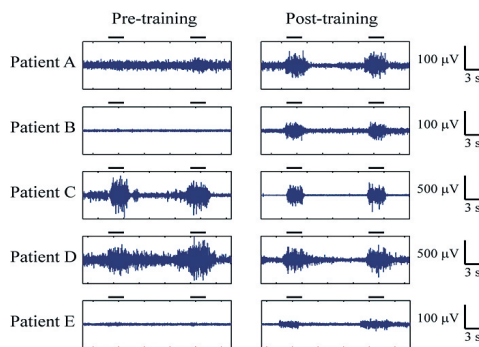 Pre-training Post-training
Patient A 100 μV
3 s
Patient B 100 μV
3 s
Patient C 500 μV
3 s
Patient D 500 μV
3 s
Patient E 100 μV
3 s